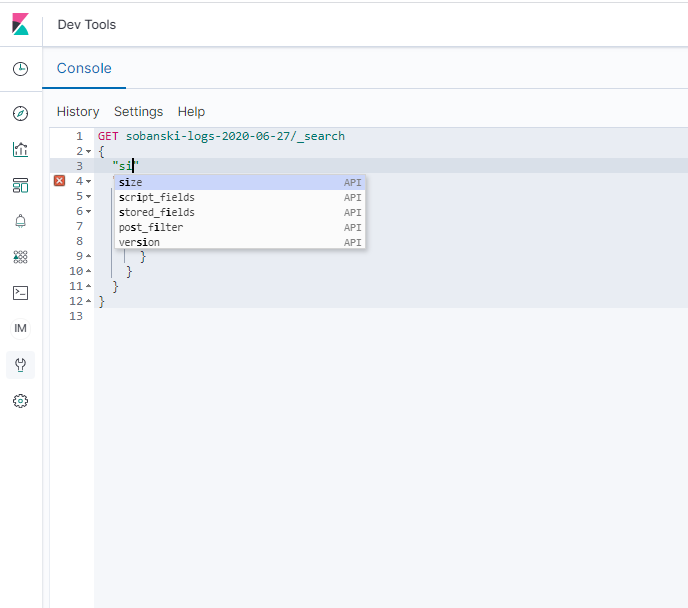 Dev Tools
Console
History Settings Help
1 GET sobanski-logs-2020-06-27/_search
2 {
3 "si"
4
size API
5
script_fields API
6
stored_fields API
7
post_filter API
8
version API
9 }
10 }
11 }
12 }
13
IM